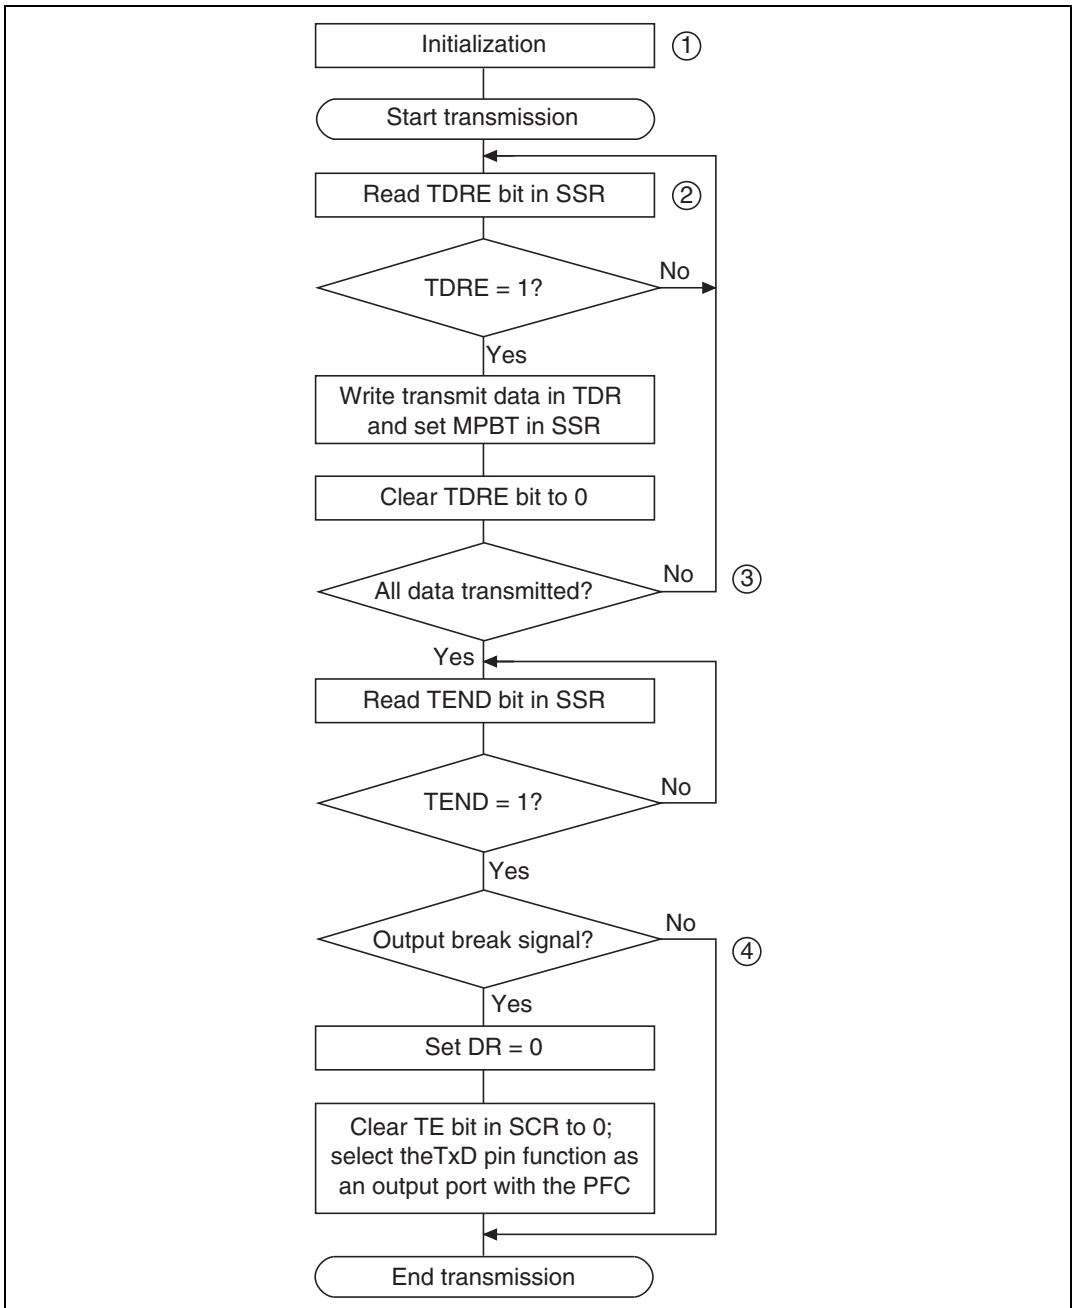 Initialization
①
Start transmission
Read TDRE bit in SSR
②
TDRE = 1?
No
Yes
Write transmit data in TDR
and set MPBT in SSR
Clear TDRE bit to 0
All data transmitted?
No
③
Yes
Read TEND bit in SSR
TEND = 1?
No
Yes
Output break signal?
No
④
Yes
Set DR = 0
Clear TE bit in SCR to 0;
select theTxD pin function as
an output port with the PFC
End transmission